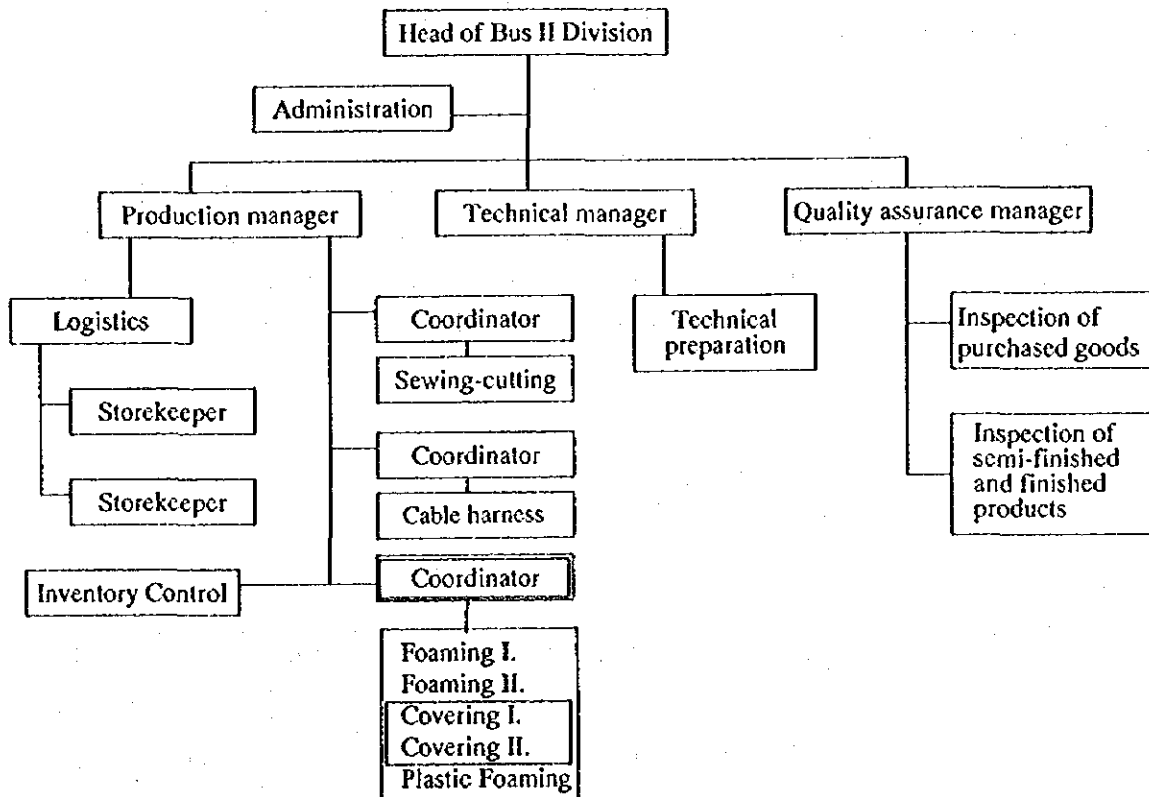 Head of Bus II Division
Administration
Production manager
Technical manager
Quality assurance manager
Logistics
Coordinator
Technical
preparation
Inspection of
purchased goods
Sewing-cutting
Storekeeper
Coordinator
Inspection of
semi-finished
and finished
products
Storekeeper
Cable harness
Inventory Control
Coordinator
Foaming I.
Foaming II.
Covering I.
Covering II.
Plastic Foaming